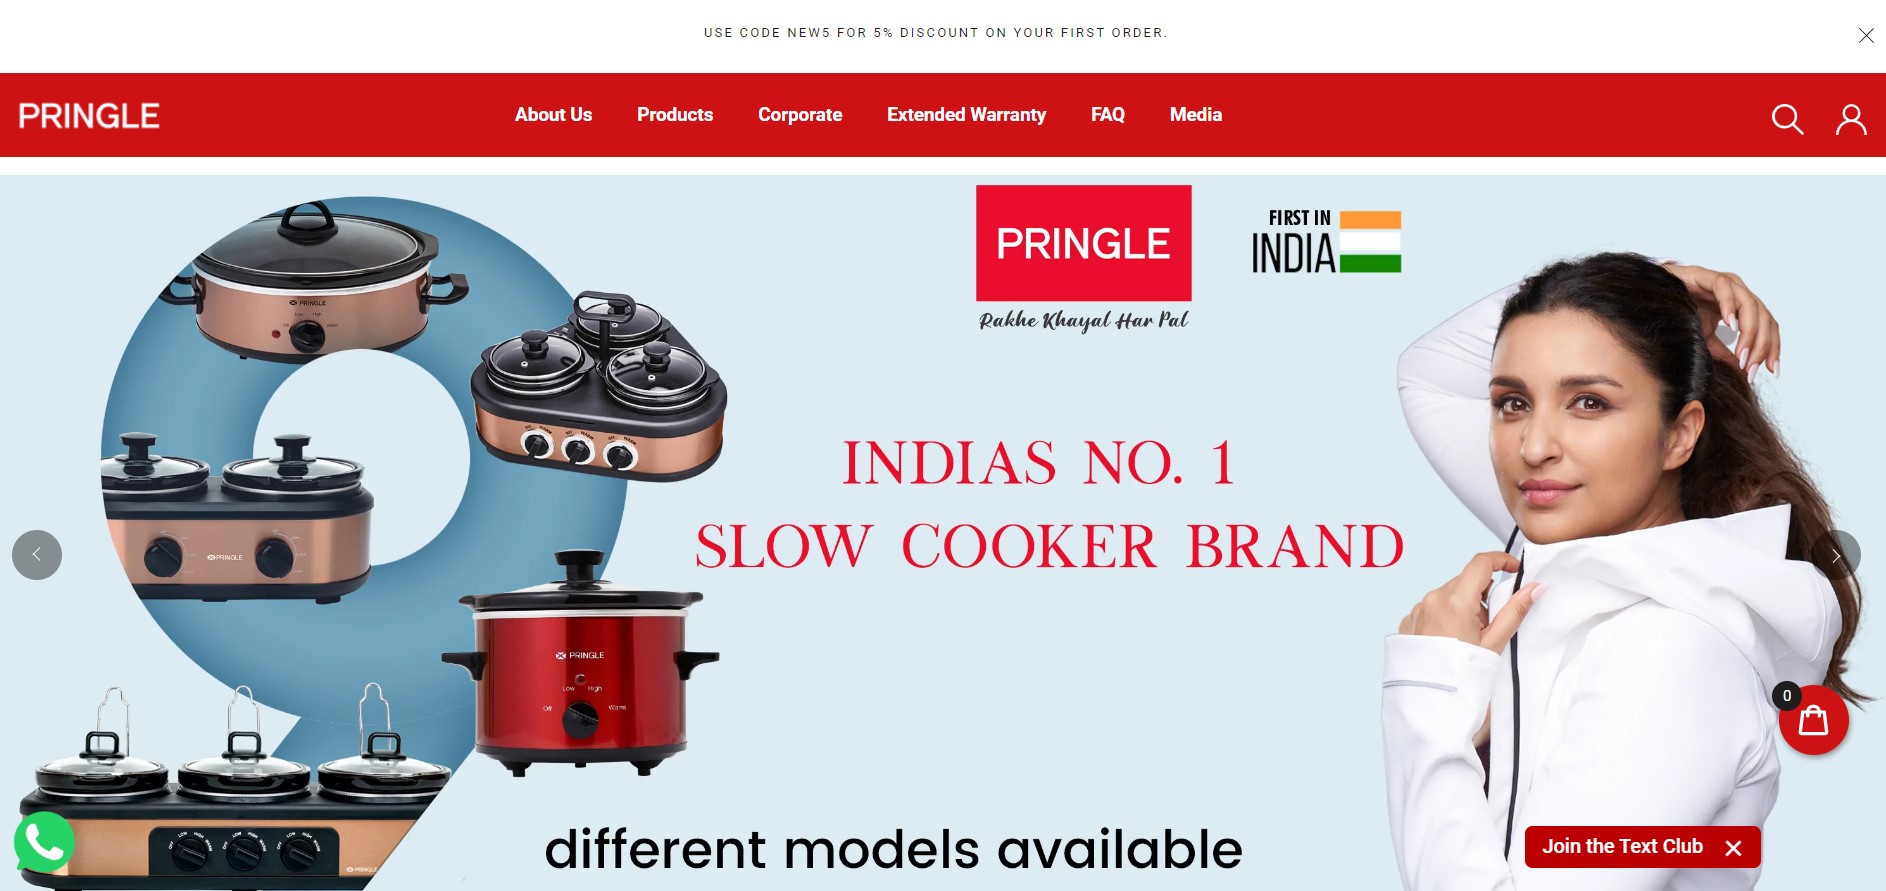 USE CODE NEW5 FOR 5% DISCOUNT ON YOUR FIRST ORDER.
PRINGLE
About Us Products Corporate Extended Warranty FAQ Media
PRINGLE
Rakhe Khayal Har Pal
FIRST IN
INDIA
INDIAS NO. 1
SLOW COOKER BRAND
PRINGLE
PRINGLE
PRINGLE
Low High
Off Warm
0
different models available
Join the Text Club
PRINGLE